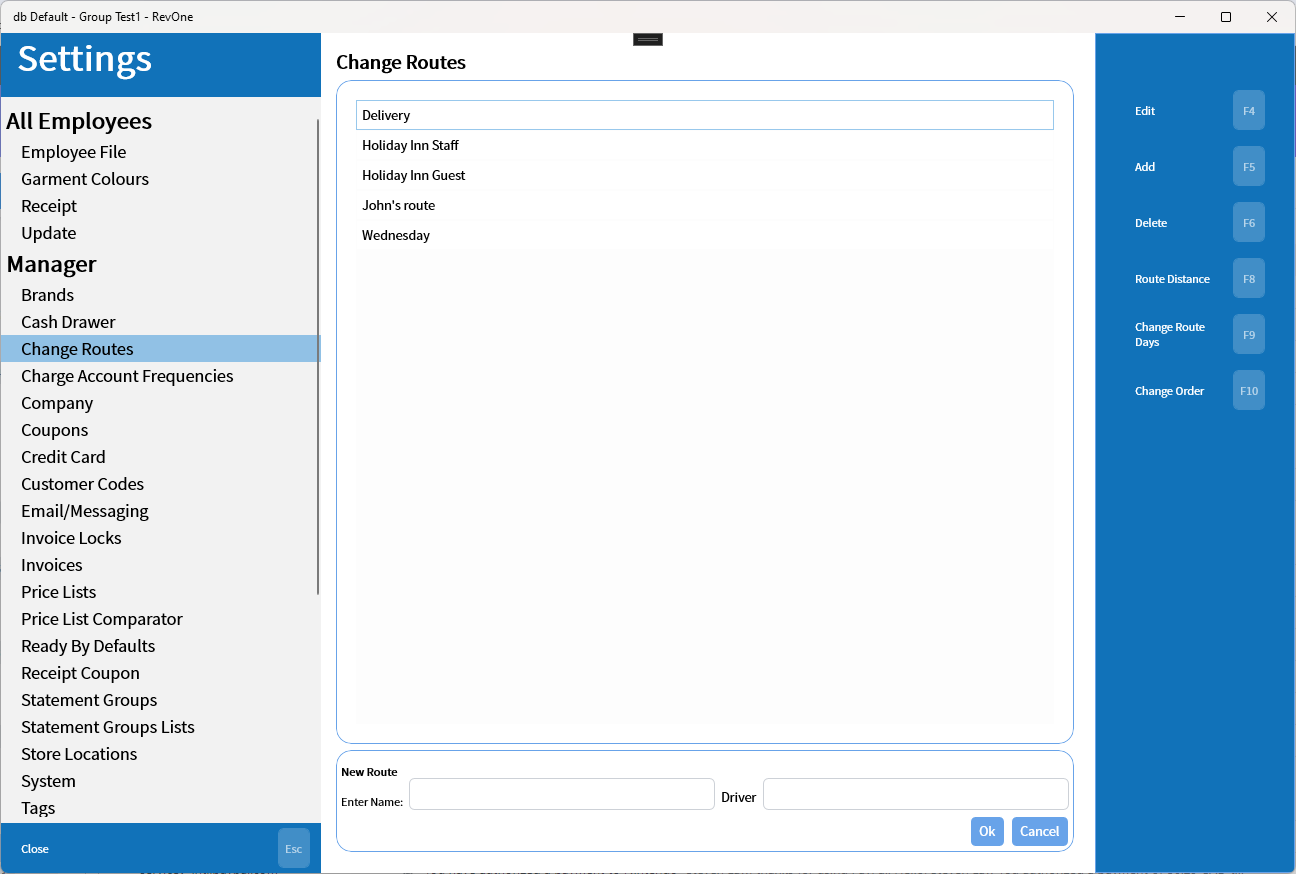 db Default - Group Test1 - RevOne
Settings
All Employees
Employee File
Garment Colours
Receipt
Update
Manager
Brands
Cash Drawer
Change Routes
Charge Account Frequencies
Company
Coupons
Credit Card
Customer Codes
Email/Messaging
Invoice Locks
Invoices
Price Lists
Price List Comparator
Ready By Defaults
Receipt Coupon
Statement Groups
Statement Groups Lists
Store Locations
System
Tags
Close
Esc
Change Routes
Delivery
Holiday Inn Staff
Holiday Inn Guest
John's route
Wednesday
New Route
Enter Name:
Driver
Ok
Cancel
Edit
F4
Add
F5
Delete
F6
Route Distance
F8
Change Route
Days
F9
Change Order
F10